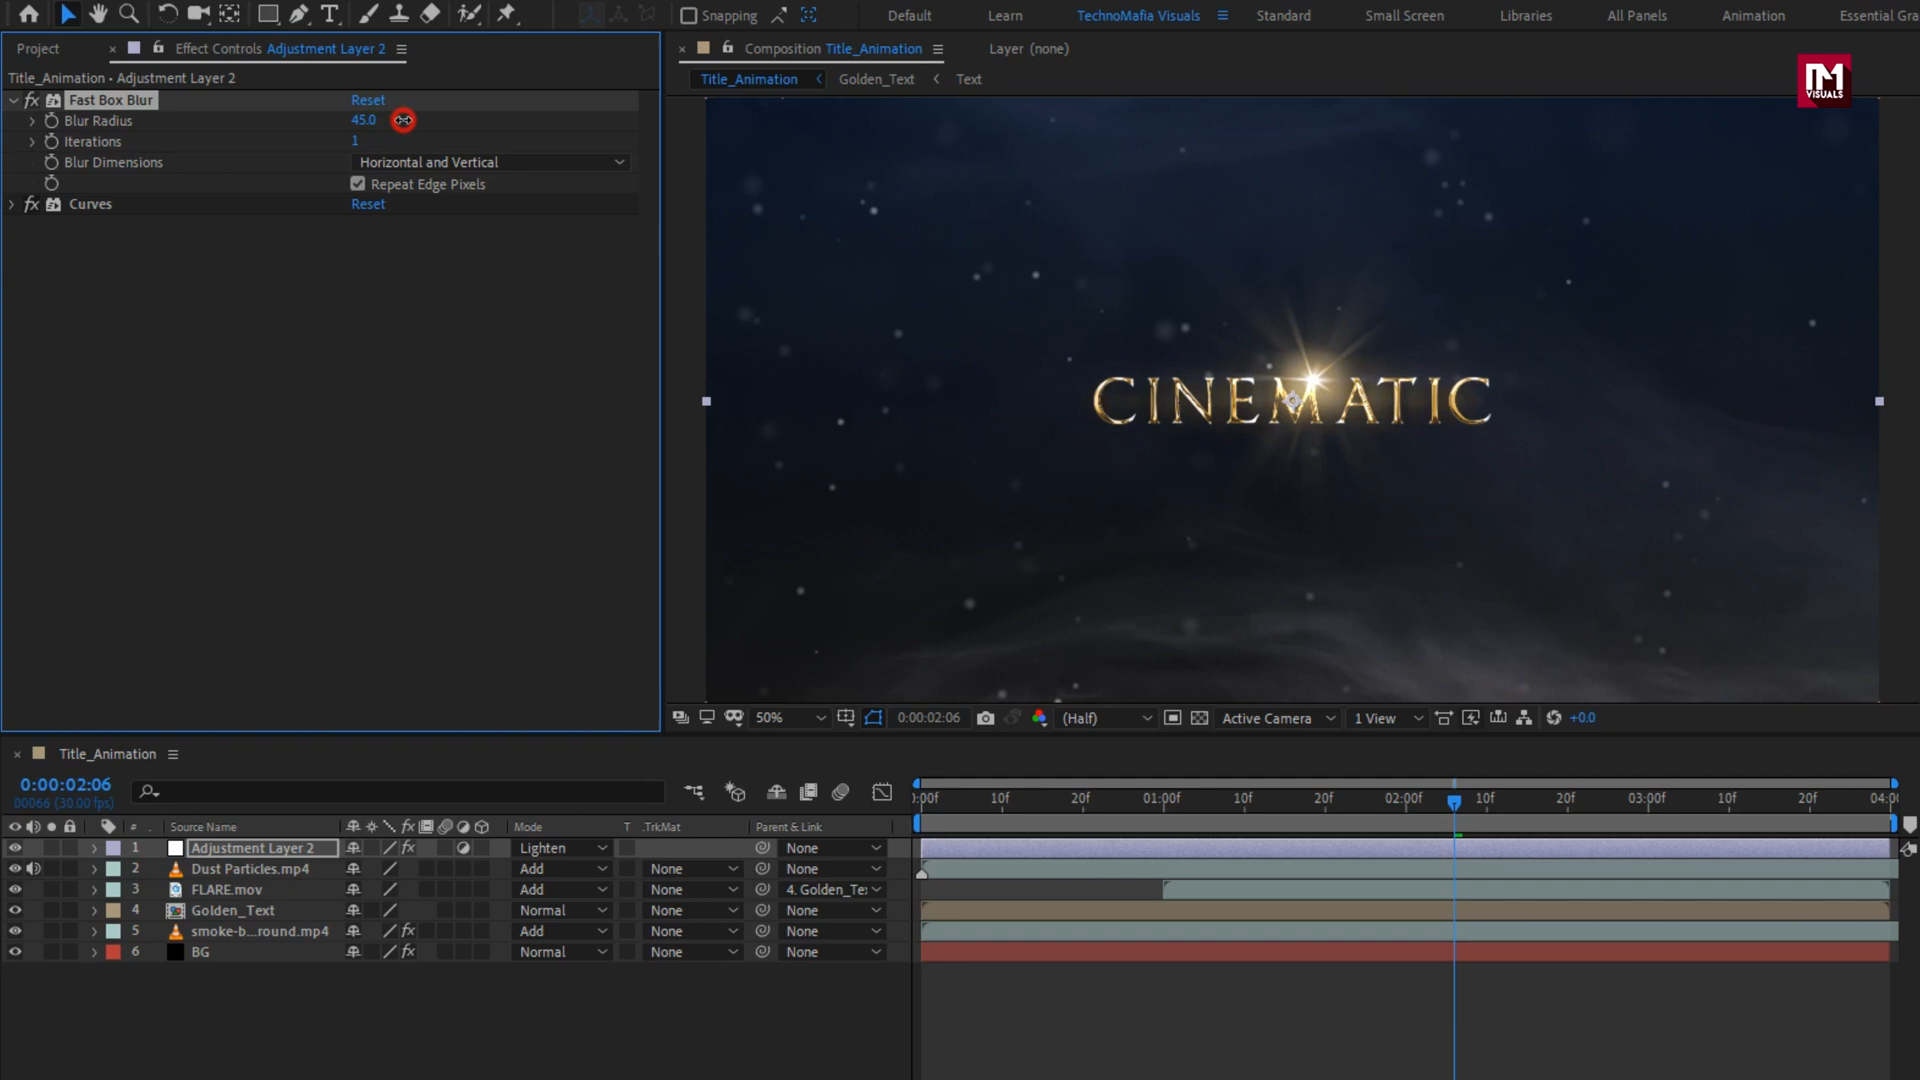 Snapping
Default
Learn
TechnoMafia Visuals
Standard
Small Screen
Libraries
All Panels
Animation
Essential Gra
Project
Effect Controls Adjustment Layer 2
Composition Title_Animation
Layer (none)
Title_Animation • Adjustment Layer 2
Title_Animation
Golden_Text
Text
VISUALS
fx Fast Box Blur Reset
Blur Radius 45.0
Iterations 1
Blur Dimensions Horizontal and Vertical
Repeat Edge Pixels
fx Curves Reset
CINEMATIC
50%
0:00:02:06
(Half)
Active Camera
1 View
+0.0
Title_Animation
0:00:02:06
00066 (30.00 fps)
):00f 10f 20f 01:00f 10f 20f 02:00f 10f 20f 03:00f 10f 20f 04:00
# . Source Name fx Mode T .TrkMat Parent & Link
1 Adjustment Layer 2 fx Lighten None
2 Dust Particles.mp4 Add None None
3 FLARE.mov Add None 4. Golden_Te
4 Golden_Text Normal None None
5 smoke-b...round.mp4 fx Add None None
6 BG fx Normal None None